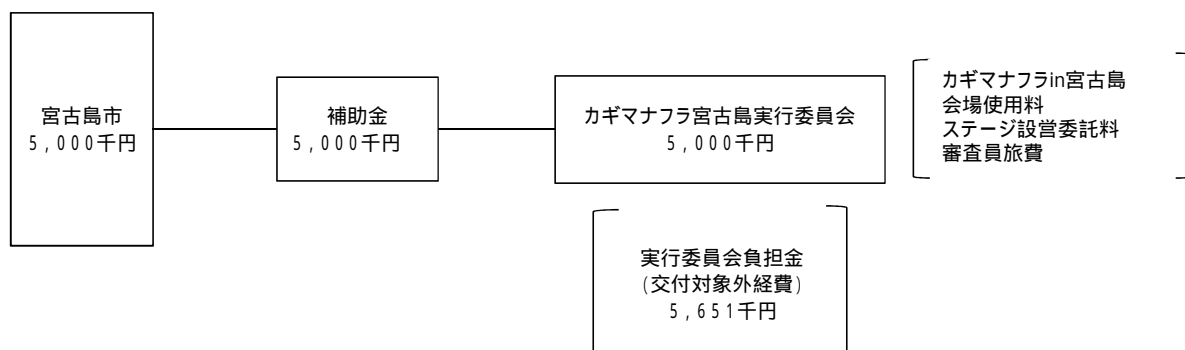 宮古島市
5,000千円
補助金
5,000千円
カギマナフラ宮古島実行委員会
5,000千円
カギマナフラin宮古島
会場使用料
ステージ設営委託料
審査員旅費
実行委員会負担金
(交付対象外経費)
5,651千円